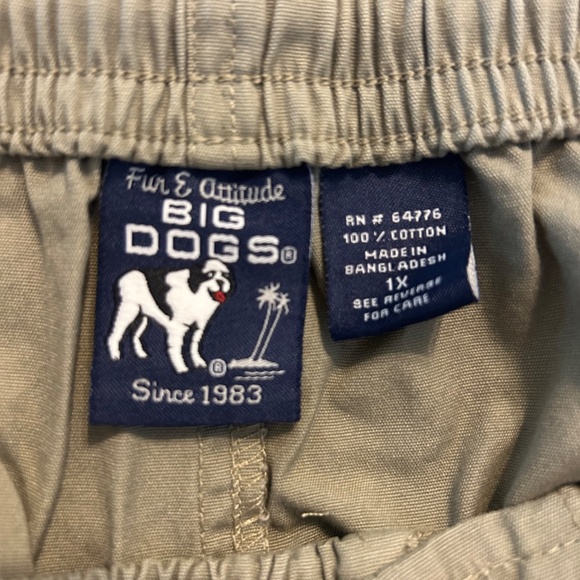 Fur & Attitude
BIG
DOGS®
®
Since 1983
RN # 64776
100% COTTON
MADE IN
BANGLADESH
1X
SEE REVERSE
FOR CARE